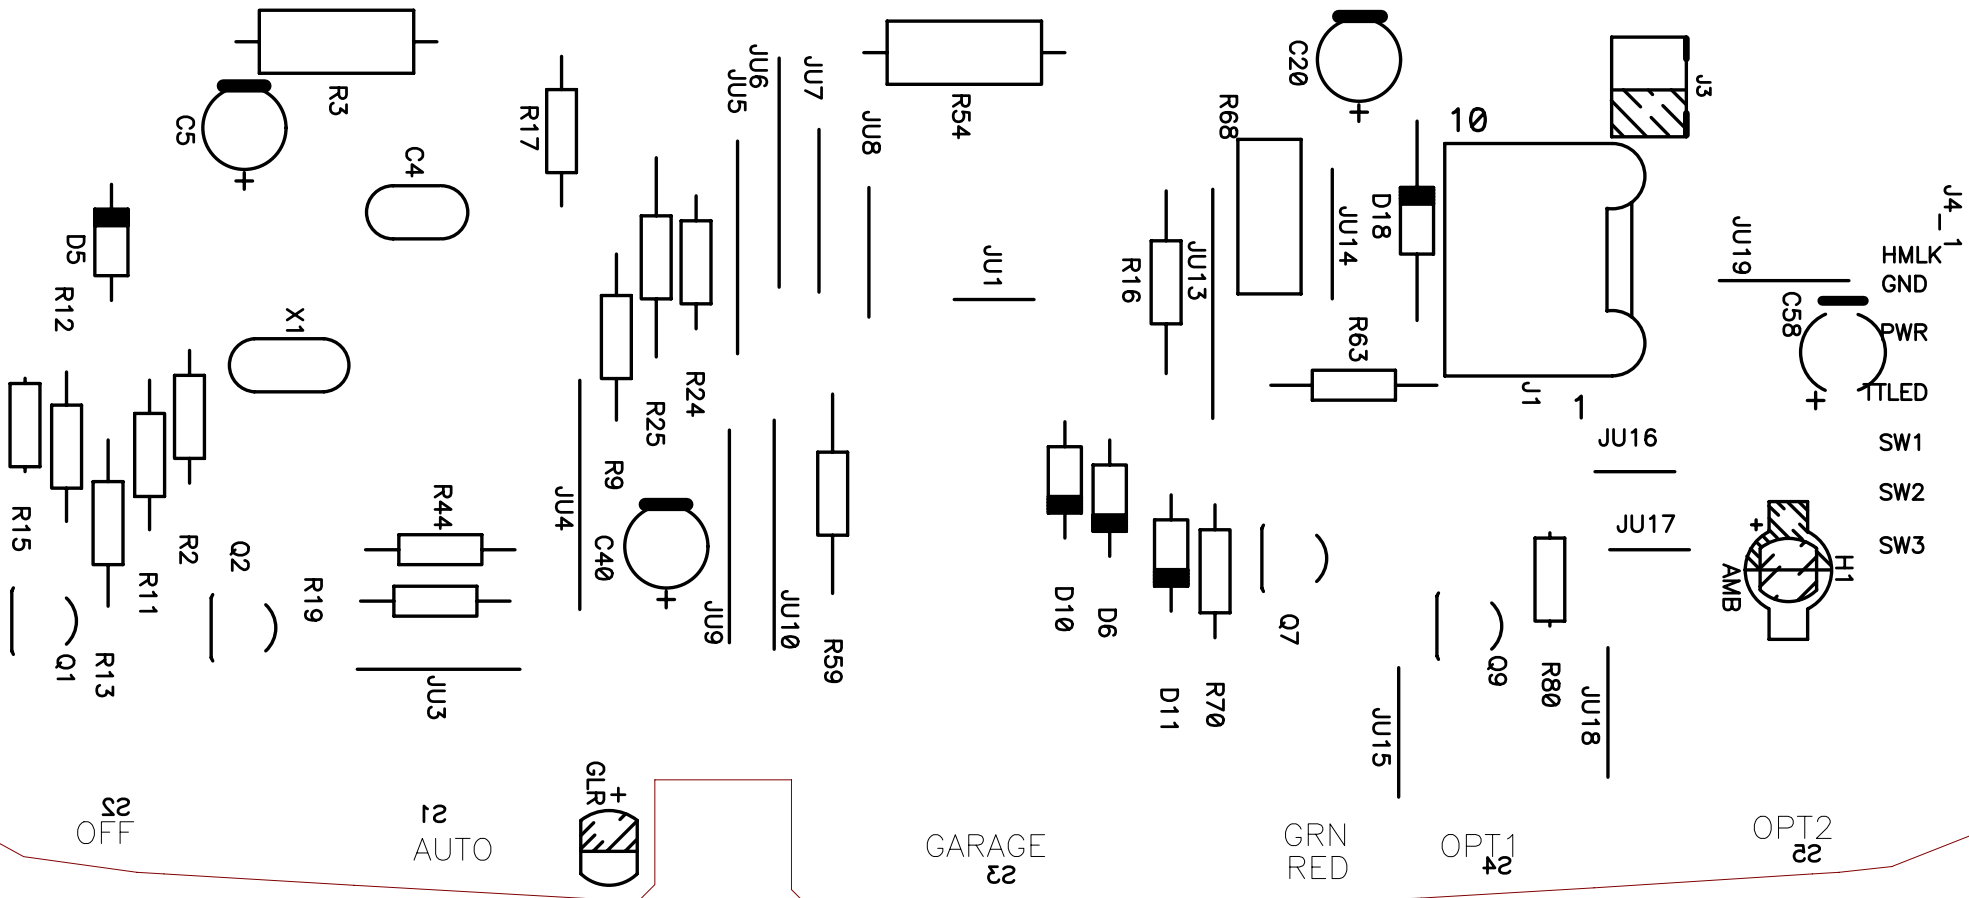 R3
C5
+
R17
C4
JU6
JU5
JU7
JU8
R54
C20
+
R68
10
J3
D5
R12
X1
JU1
R16
JU13
JU14
D18
JU19
J4_1
HMLK
GND
C58
PWR
+
TTLED
R63
J1
1
R24
R25
R9
JU16
SW1
R15
R2
Q2
R44
JU4
C40
+
SW2
+
JU17
SW3
R11
R19
AMB
H1
JU9
JU10
D10
D6
Q7
Q1
R13
JU3
R59
Q9
R80
D11
R70
JU15
JU18
GLR
+
S2
OFF
S1
AUTO
GARAGE
S3
GRN
RED
OPT1
S4
OPT2
S5